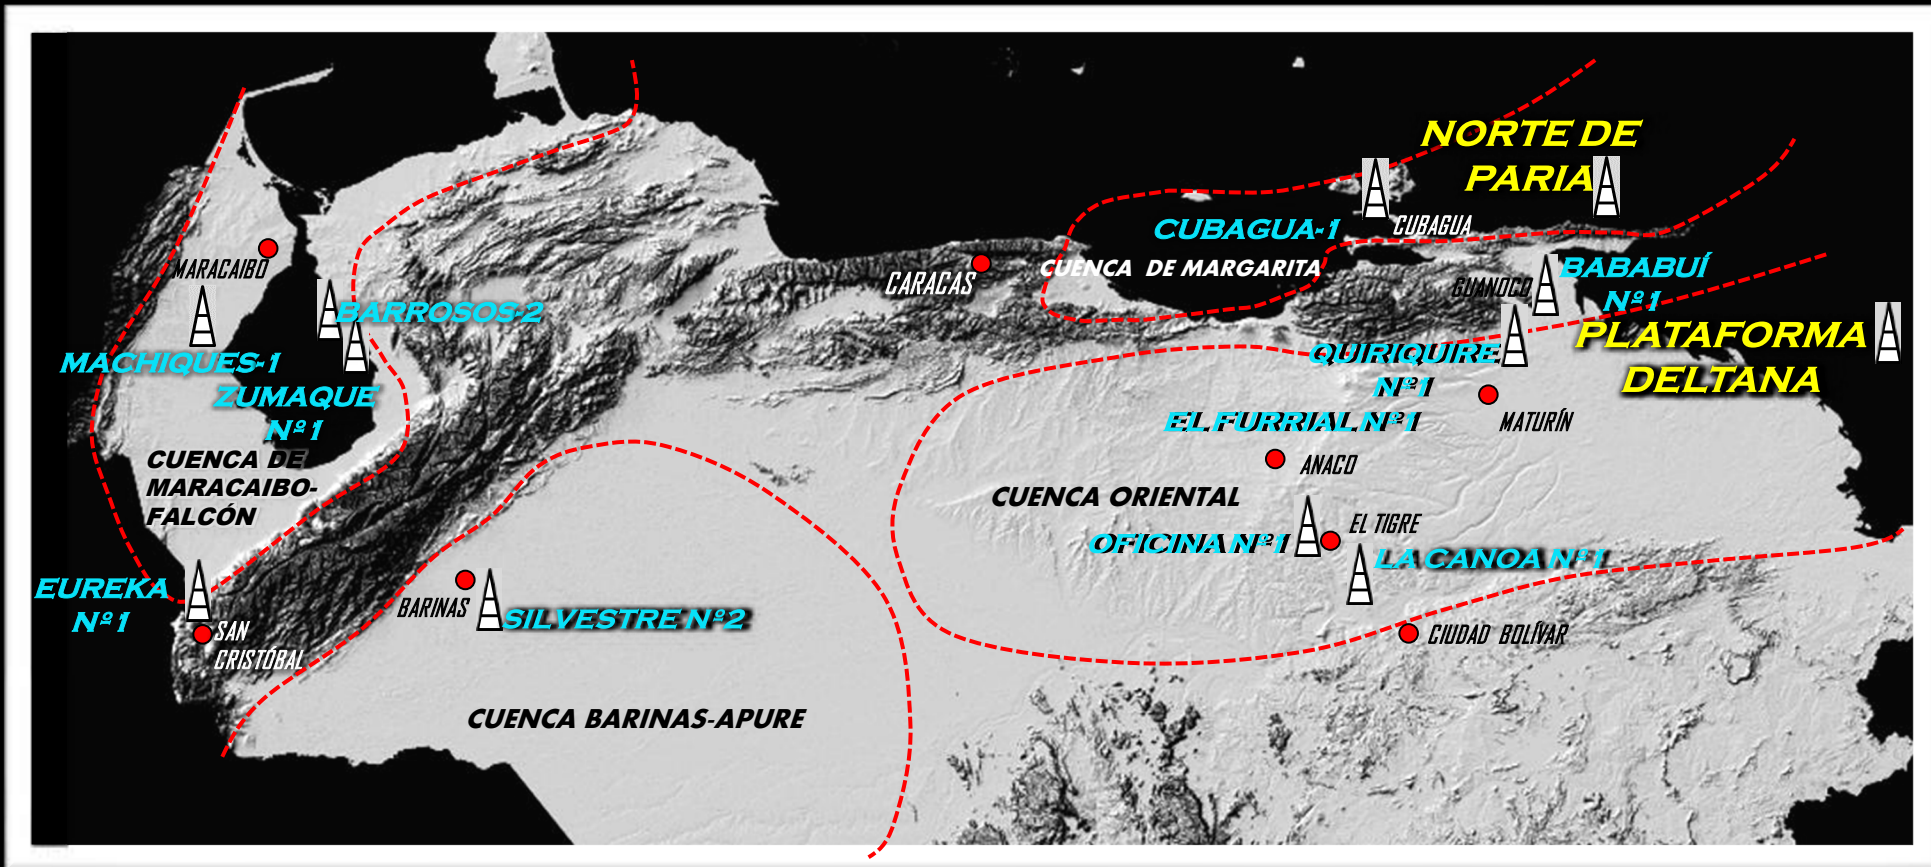 NORTE DE
PARIA
CUBAGUA-1
CUBAGUA
CUENCA DE MARGARITA
CARACAS
MARACAIBO
GUANOCO
BABABUÍ
Nº1
BARROSOS-2
MACHIQUES-1
ZUMAQUE
Nº1
QUIRIQUIRE
Nº1
PLATAFORMA
DELTANA
EL FURRIAL Nº1
MATURÍN
CUENCA DE
MARACAIBO-
FALCÓN
ANACO
CUENCA ORIENTAL
EL TIGRE
OFICINA Nº1
LA CANOA Nº1
EUREKA
Nº1
SAN
CRISTÓBAL
BARINAS
SILVESTRE Nº2
CIUDAD BOLÍVAR
CUENCA BARINAS-APURE